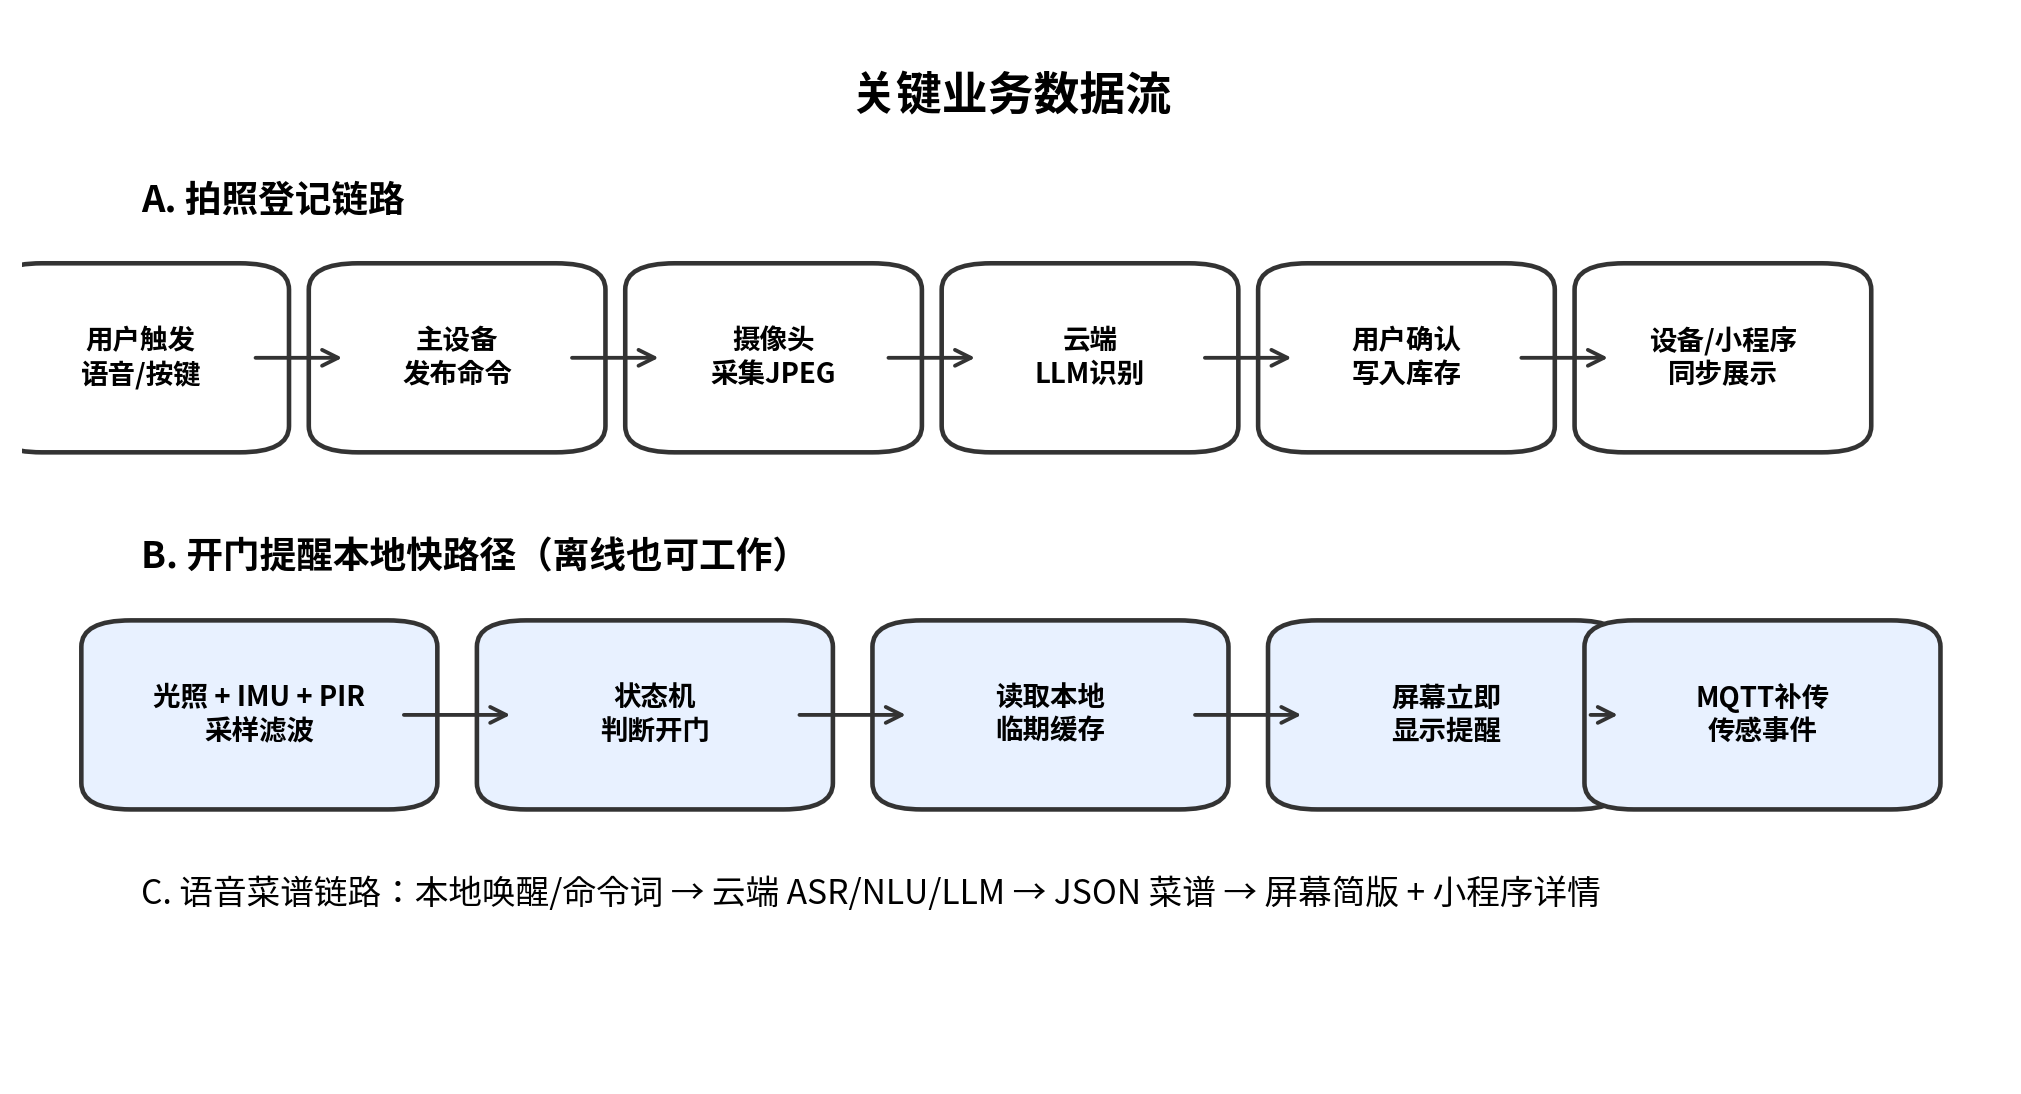 关键业务数据流
A. 拍照登记链路
用户触发
语音/按键
主设备
发布命令
摄像头
采集JPEG
云端
LLM识别
用户确认
写入库存
设备/小程序
同步展示
B. 开门提醒本地快路径（离线也可工作）
光照 + IMU + PIR
采样滤波
状态机
判断开门
读取本地
临期缓存
屏幕立即
显示提醒
MQTT补传
传感事件
C. 语音菜谱链路：本地唤醒/命令词 → 云端 ASR/NLU/LLM → JSON 菜谱 → 屏幕简版 + 小程序详情